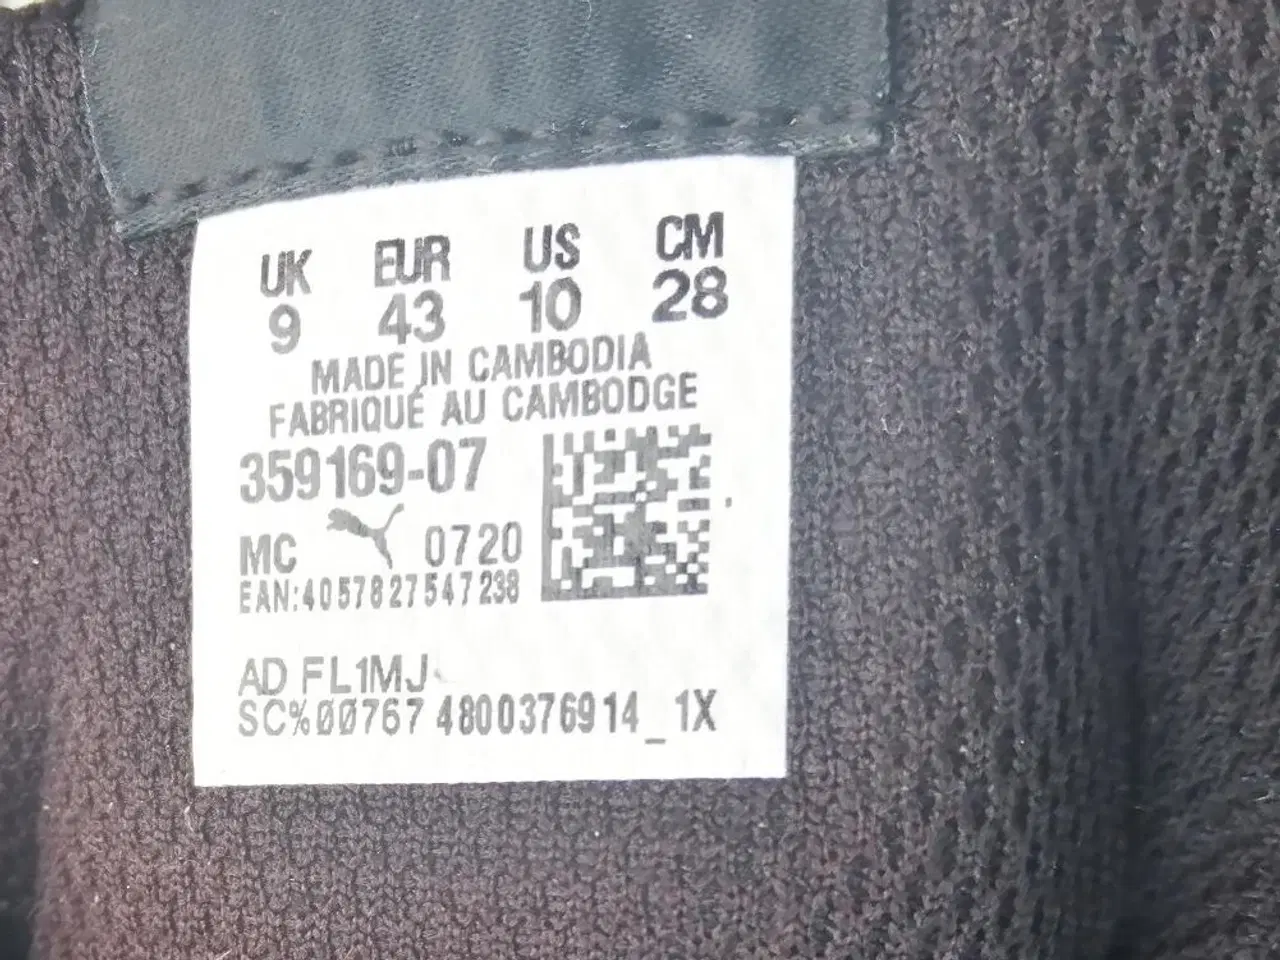 UK EUR US CM
9 43 10 28
MADE IN CAMBODIA
FABRIQUÉ AU CAMBODGE
359169-07
MC 0720
EAN:4057827547238
AD FL1MJ
SC%00767 4800376914_1X